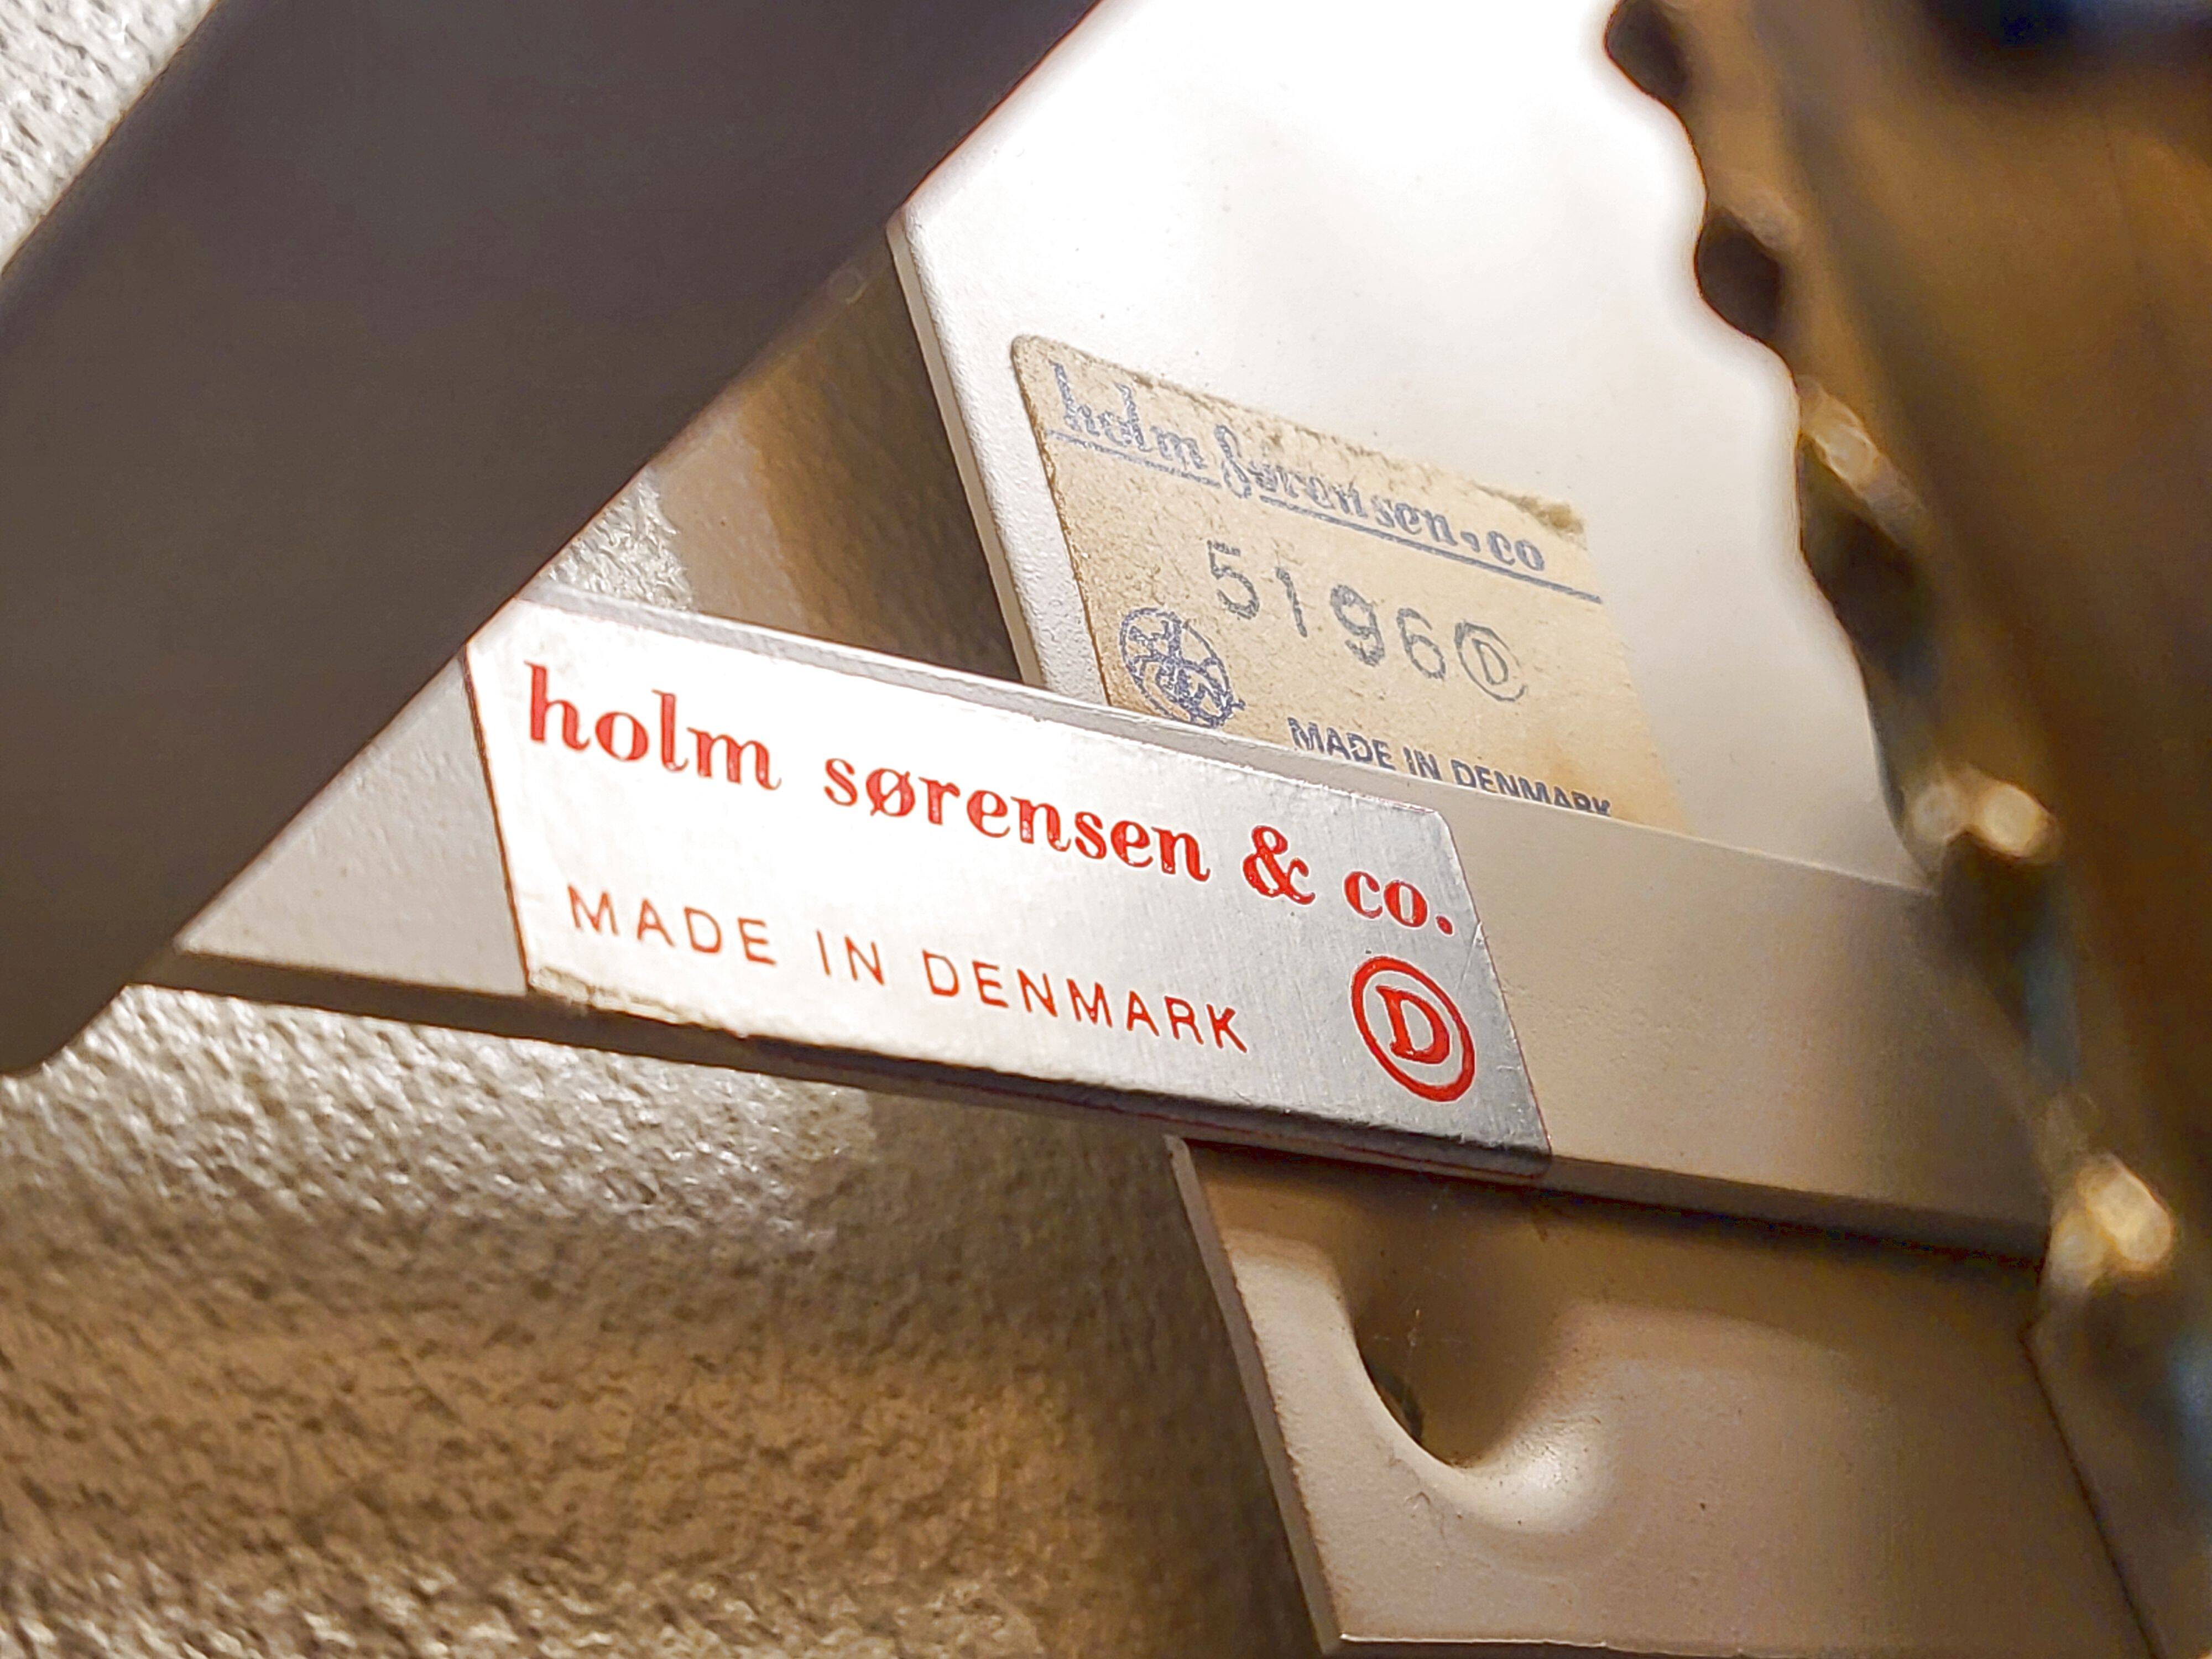 holm sørensen • co
5196 D
MADE IN DENMARK
holm sørensen & co.
MADE IN DENMARK
D